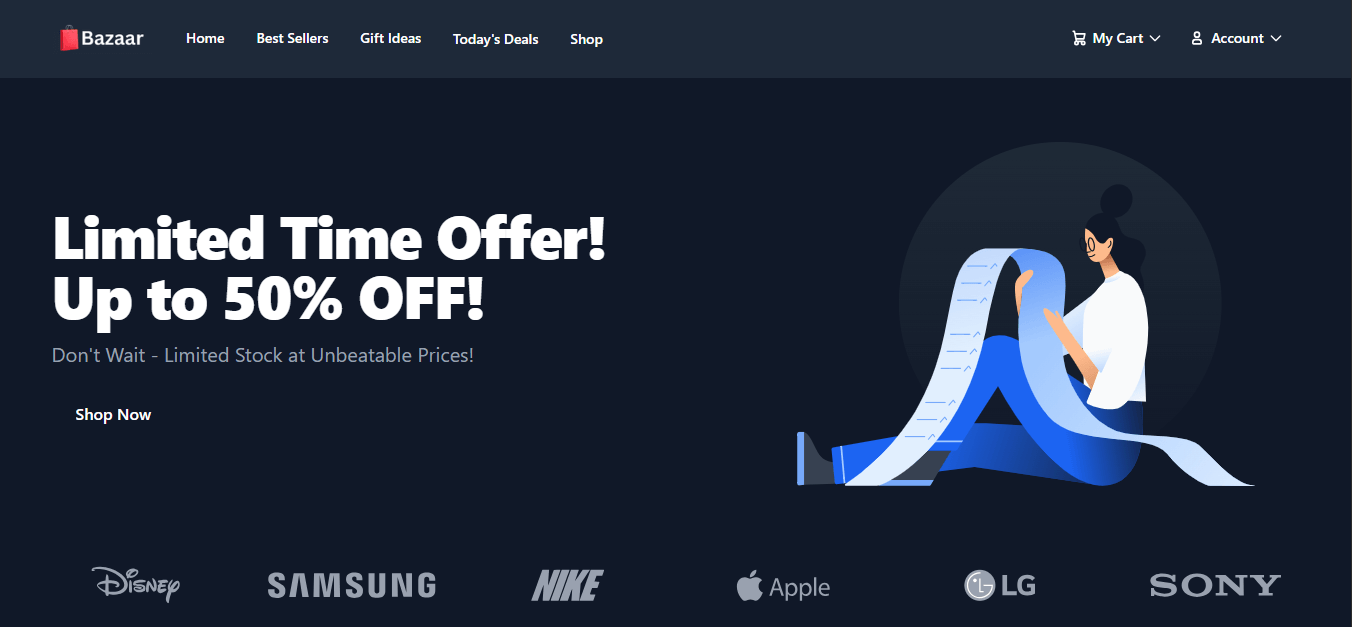 Bazaar
Home Best Sellers Gift Ideas Today's Deals Shop
My Cart Account
Limited Time Offer!
Up to 50% OFF!
Don't Wait - Limited Stock at Unbeatable Prices!
Shop Now
Disney SAMSUNG NIKE Apple LG SONY